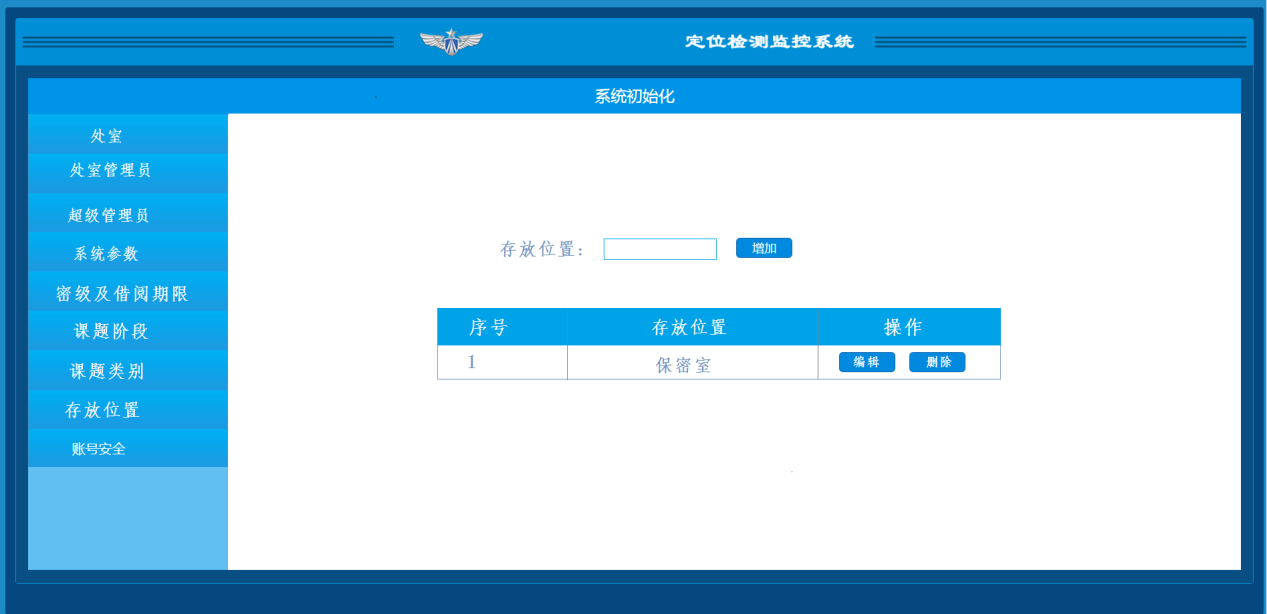 定位检测监控系统
系统初始化
处室
处室管理员
超级管理员
系统参数
密级及借阅期限
课题阶段
课题类别
存放位置
账号安全
存放位置： 增加
序号 存放位置 操作
1 保密室 编辑 删除